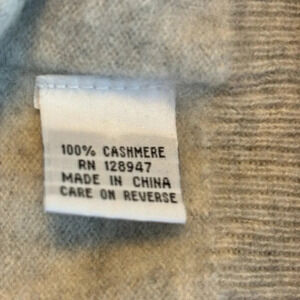 100% CASHMERE
RN 128947
MADE IN CHINA
CARE ON REVERSE